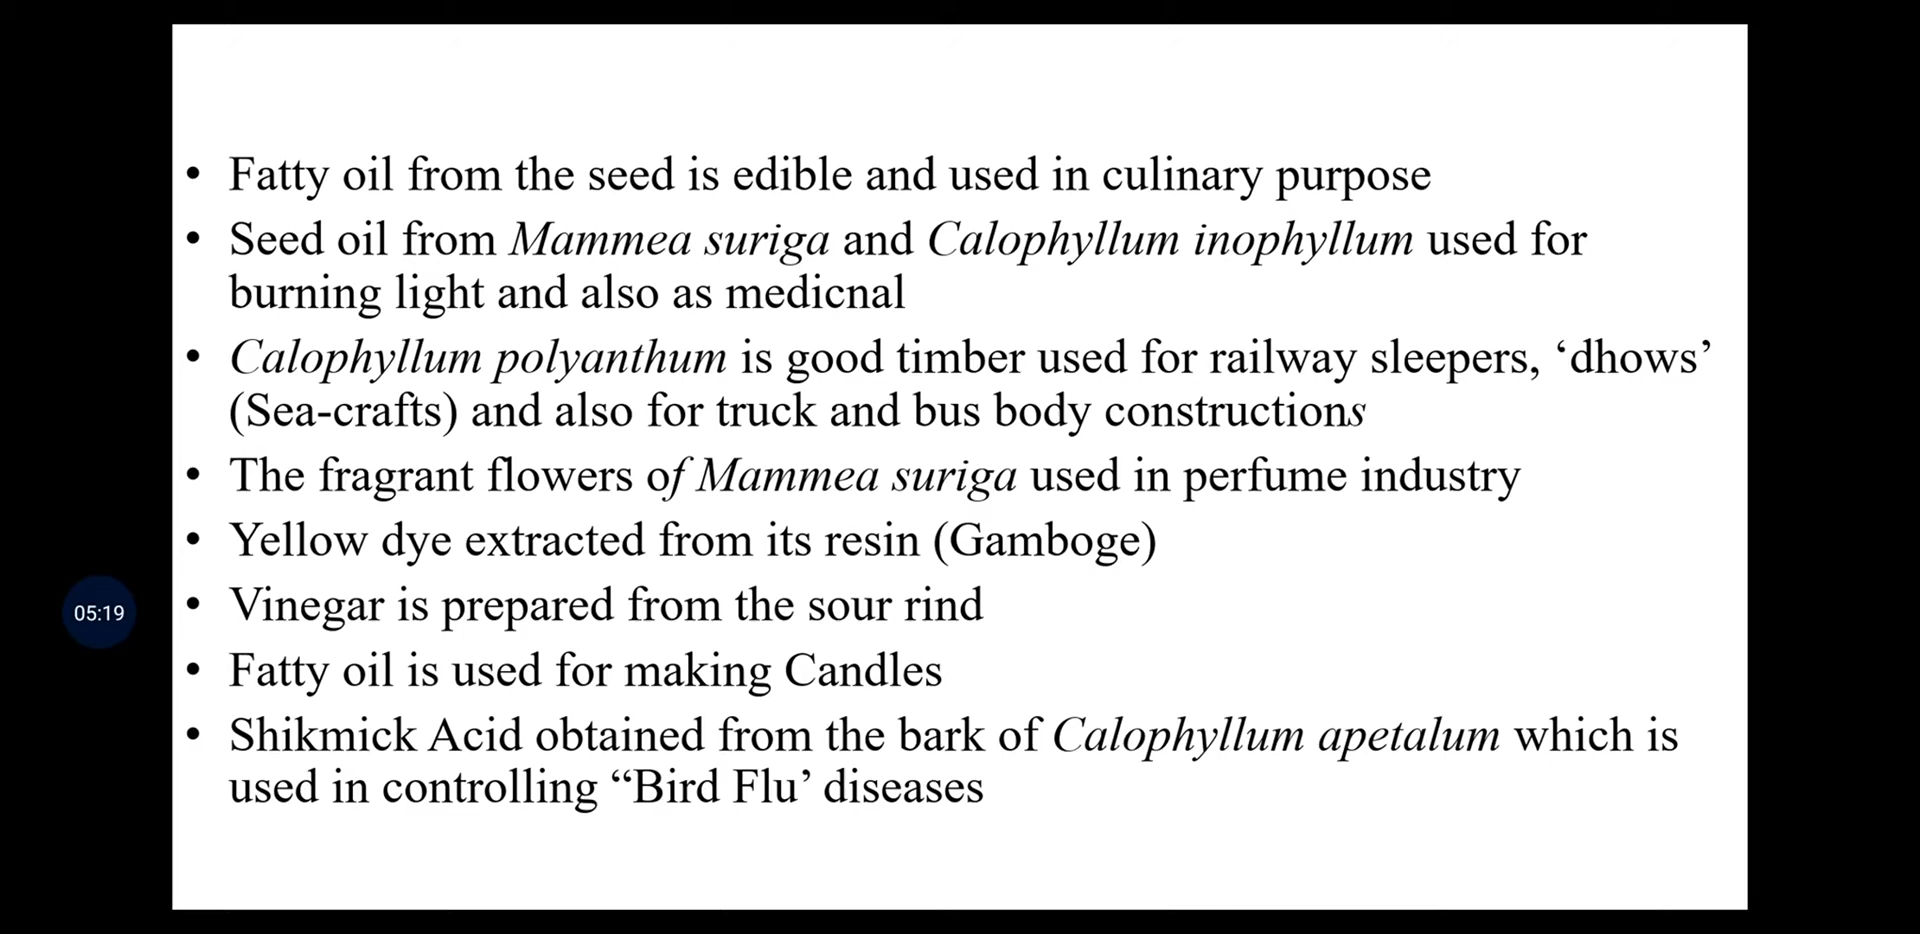 • Fatty oil from the seed is edible and used in culinary purpose
• Seed oil from Mammea suriga and Calophyllum inophyllum used for
burning light and also as medicnal
• Calophyllum polyanthum is good timber used for railway sleepers, ‘dhows’
(Sea-crafts) and also for truck and bus body constructions
• The fragrant flowers of Mammea suriga used in perfume industry
• Yellow dye extracted from its resin (Gamboge)
05:19
• Vinegar is prepared from the sour rind
• Fatty oil is used for making Candles
• Shikmick Acid obtained from the bark of Calophyllum apetalum which is
used in controlling “Bird Flu’ diseases